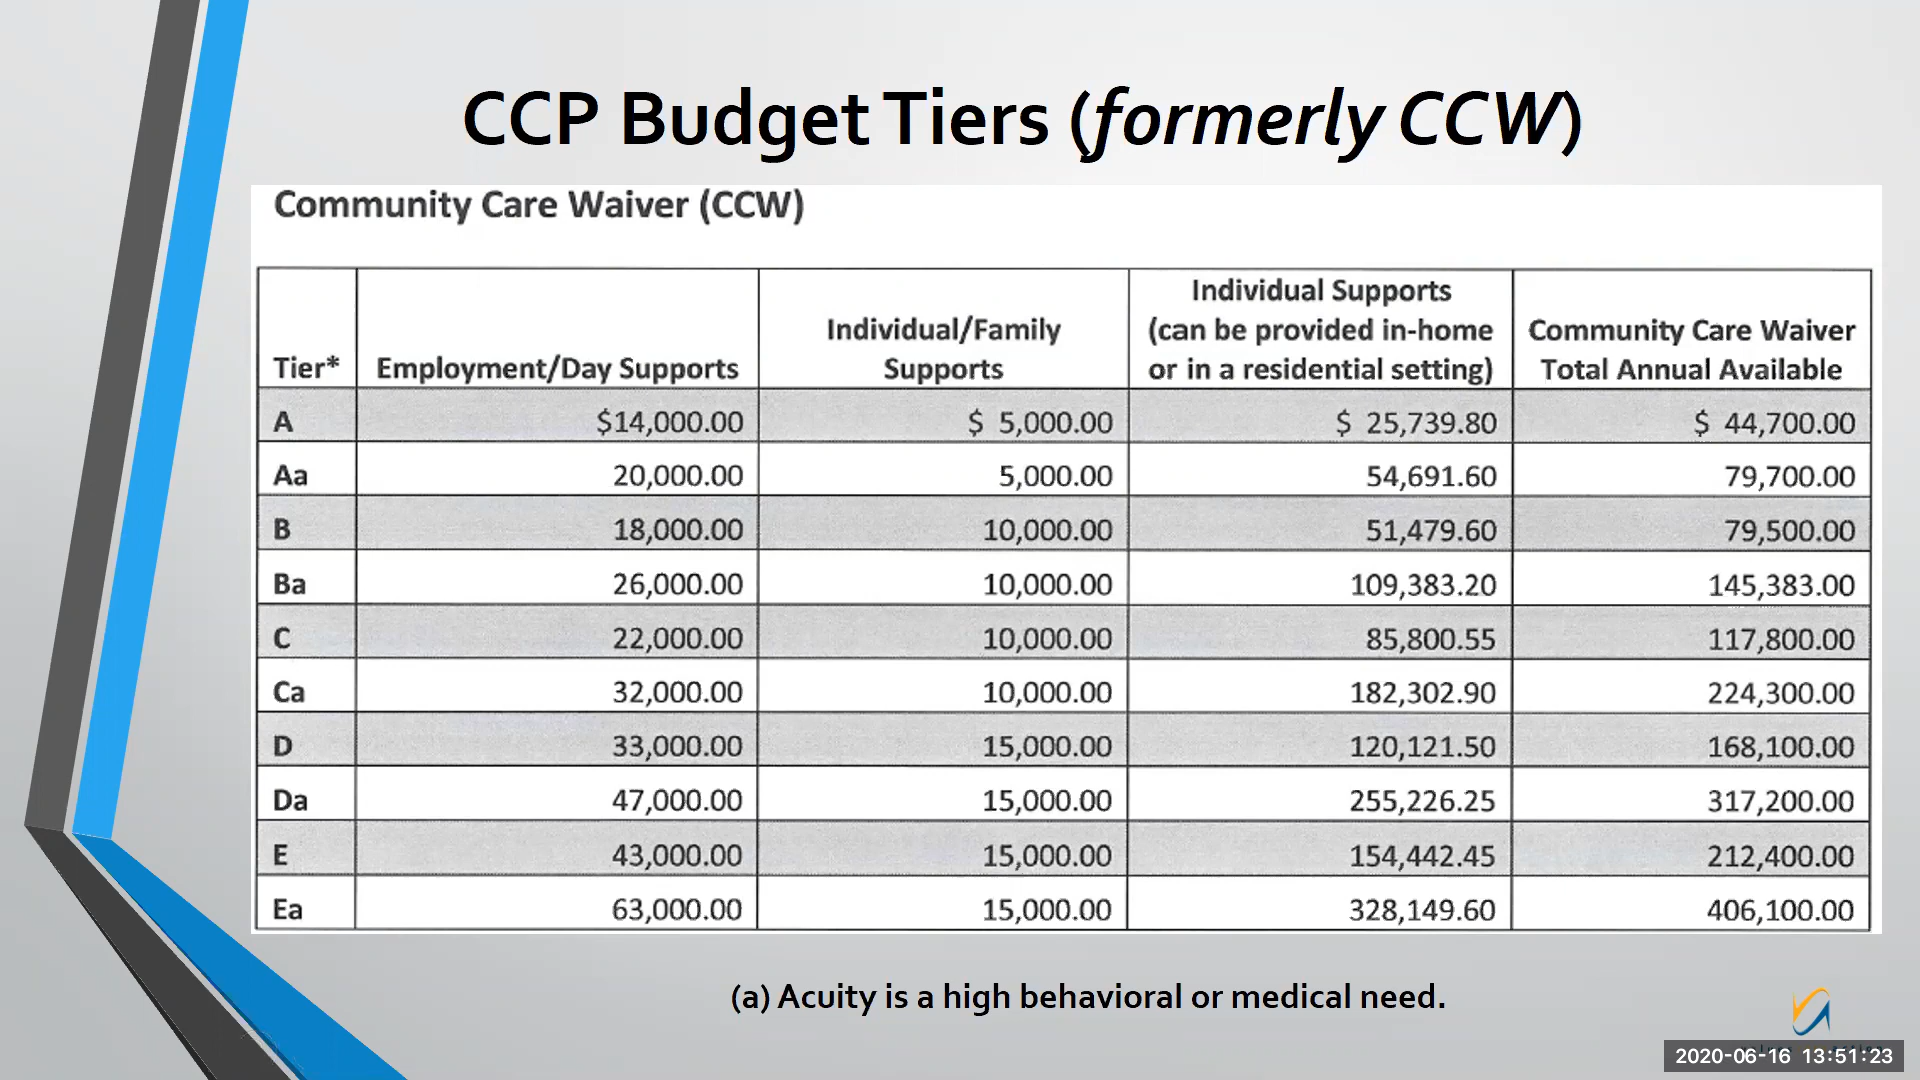 CCP Budget Tiers (formerly CCW)
Community Care Waiver (CCW)
Tier* Employment/Day Supports Individual/Family Supports Individual Supports (can be provided in-home or in a residential setting) Community Care Waiver Total Annual Available
A $14,000.00 $ 5,000.00 $ 25,739.80 $ 44,700.00
Aa 20,000.00 5,000.00 54,691.60 79,700.00
B 18,000.00 10,000.00 51,479.60 79,500.00
Ba 26,000.00 10,000.00 109,383.20 145,383.00
C 22,000.00 10,000.00 85,800.55 117,800.00
Ca 32,000.00 10,000.00 182,302.90 224,300.00
D 33,000.00 15,000.00 120,121.50 168,100.00
Da 47,000.00 15,000.00 255,226.25 317,200.00
E 43,000.00 15,000.00 154,442.45 212,400.00
Ea 63,000.00 15,000.00 328,149.60 406,100.00
(a) Acuity is a high behavioral or medical need.
2020-06-16 13:51:23